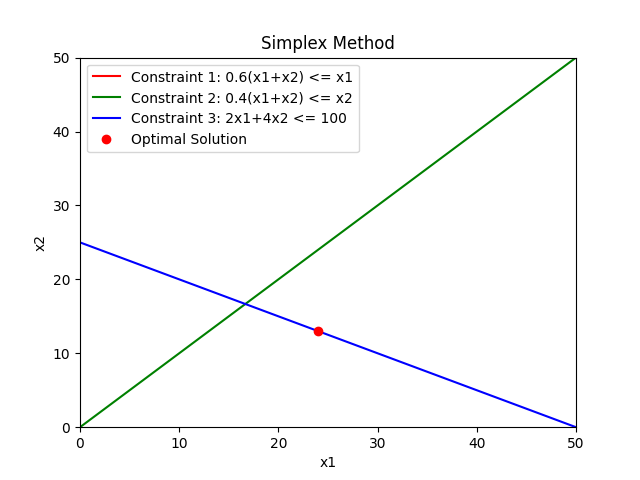 Simplex Method
Constraint 1: 0.6(x1+x2) <= x1
Constraint 2: 0.4(x1+x2) <= x2
Constraint 3: 2x1+4x2 <= 100
Optimal Solution
50
40
30
20
10
0
x2
0 10 20 30 40 50
x1